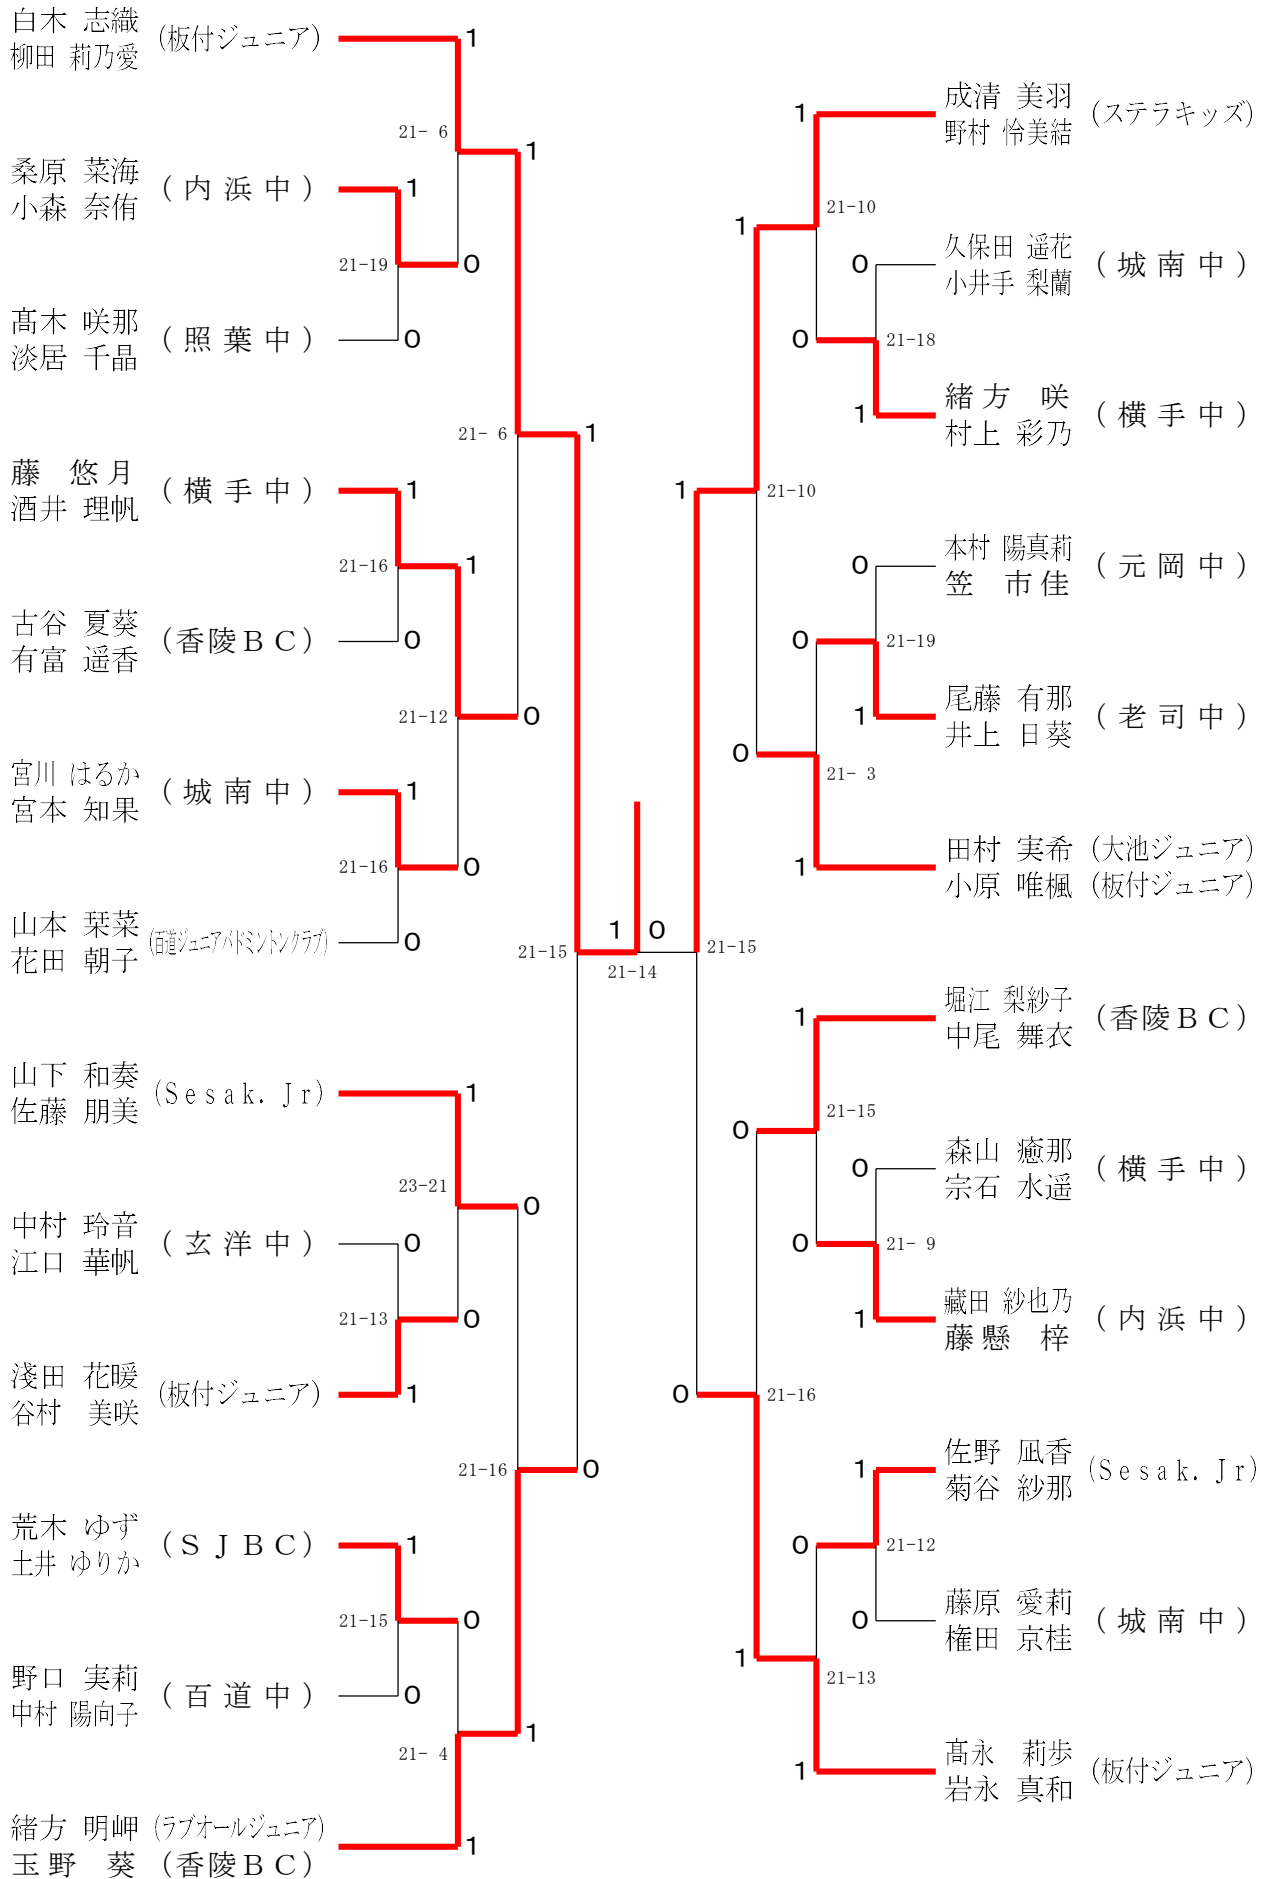 白木 志織
柳田 莉乃愛
(板付ジュニア)
1
21- 6
1
桑原 菜海
小森 奈侑
(内浜中)
1
21-19
0
髙木 咲那
淡居 千晶
(照葉中)
0
21- 6
1
藤 悠月
酒井 理帆
(横手中)
1
21-16
1
古谷 夏葵
有富 遥香
(香陵BC)
0
21-12
0
宮川 はるか
宮本 知果
(城南中)
1
21-16
0
山本 栞菜
花田 朝子
(百道ジュニアバドミントンクラブ)
0
21-15
1
0
21-14
山下 和奏
佐藤 朋美
(Sesak. Jr)
1
23-21
0
中村 玲音
江口 華帆
(玄洋中)
0
21-13
0
淺田 花暖
谷村 美咲
(板付ジュニア)
1
21-16
0
荒木 ゆず
土井 ゆりか
(SJBC)
1
21-15
0
野口 実莉
中村 陽向子
(百道中)
0
21- 4
1
緒方 明岬
玉野 葵
(ラブオールジュニア)
(香陵BC)
1
成清 美羽
野村 怜美結
(ステラキッズ)
1
21-10
1
久保田 遥花
小井手 梨蘭
(城南中)
0
21-18
0
緒方 咲
村上 彩乃
(横手中)
1
21-10
1
本村 陽真莉
笠 市佳
(元岡中)
0
21-19
0
尾藤 有那
井上 日葵
(老司中)
1
21- 3
0
田村 実希
小原 唯楓
(大池ジュニア)
(板付ジュニア)
1
21-15
堀江 梨紗子
中尾 舞衣
(香陵BC)
1
21-15
0
森山 癒那
宗石 水遥
(横手中)
0
21- 9
0
藏田 紗也乃
藤懸 梓
(内浜中)
1
21-16
0
佐野 凪香
菊谷 紗那
(Sesak. Jr)
1
21-12
0
藤原 愛莉
権田 京桂
(城南中)
0
21-13
1
髙永 莉歩
岩永 真和
(板付ジュニア)
1